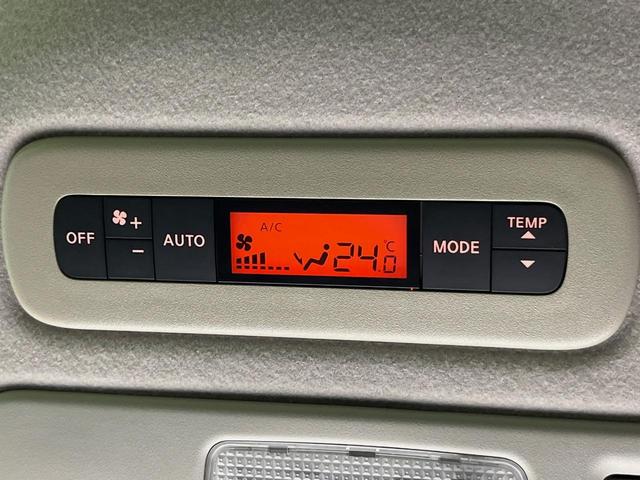 OFF
+
-
AUTO
A/C
24.0
°C
MODE
TEMP